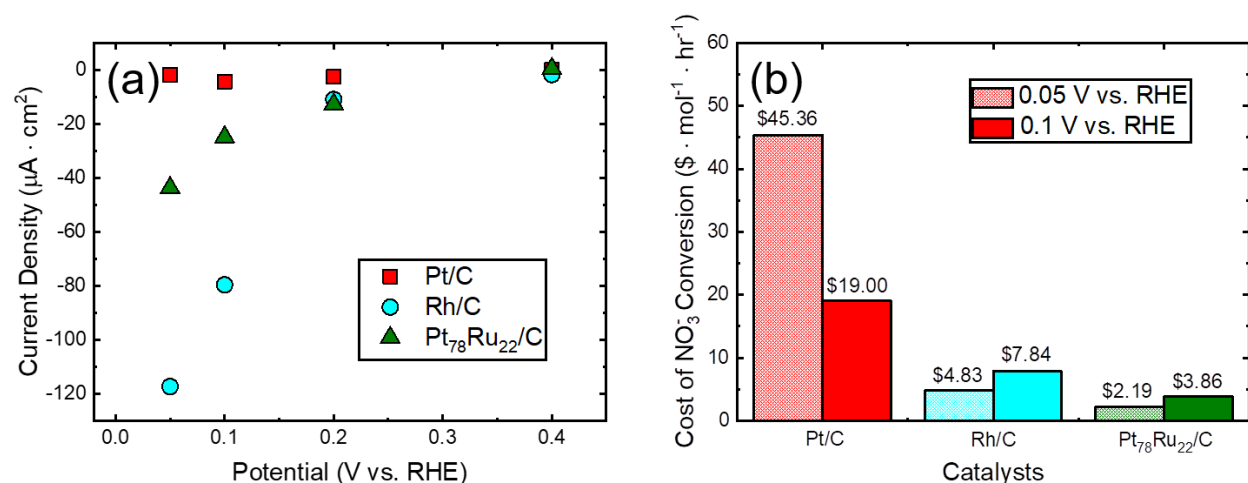 (a)
Current Density (μA · cm²)
0
-20
-40
-60
-80
-100
-120
0.0 0.1 0.2 0.3 0.4
Potential (V vs. RHE)
Pt/C
Rh/C
Pt₇₈Ru₂₂/C
(b)
Cost of NO₃⁻ Conversion ($ · mol⁻¹ · hr⁻¹)
60
50
40
30
20
10
0
0.05 V vs. RHE
0.1 V vs. RHE
$45.36
$19.00
$4.83
$7.84
$2.19
$3.86
Pt/C Rh/C Pt₇₈Ru₂₂/C
Catalysts